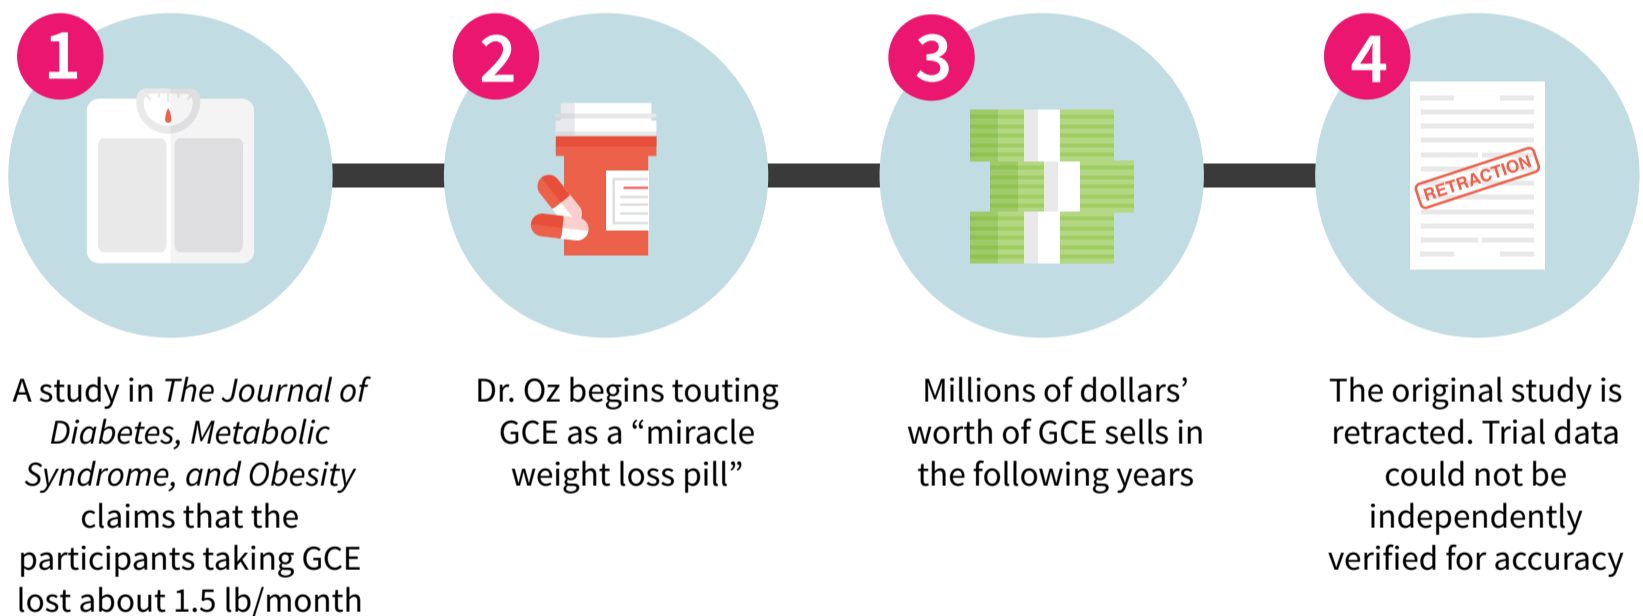 1
A study in The Journal of
Diabetes, Metabolic
Syndrome, and Obesity
claims that the
participants taking GCE
lost about 1.5 lb/month
2
Dr. Oz begins touting
GCE as a “miracle
weight loss pill”
3
Millions of dollars’
worth of GCE sells in
the following years
4
RETRACTION
The original study is
retracted. Trial data
could not be
independently
verified for accuracy